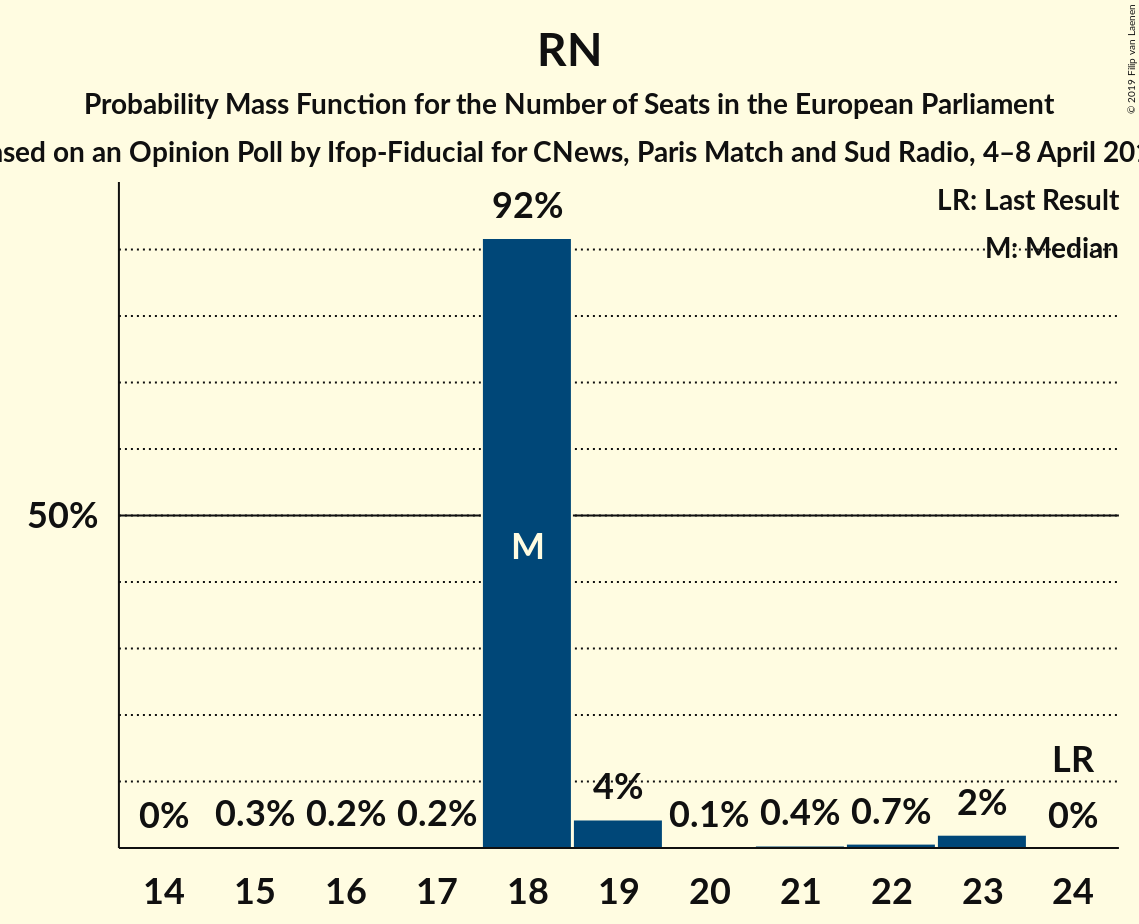 RN
Probability Mass Function for the Number of Seats in the European Parliament
on an Opinion Poll by Ifop-Fiducial for CNews, Paris Match and Sud Radio, 4–8 April
© 2019 Filip van Laenen
LR: Last Result
M: Median
92%
50%
M
LR
0% 0.3% 0.2% 0.2% 4% 0.1% 0.4% 0.7% 2% 0%
14 15 16 17 18 19 20 21 22 23 24